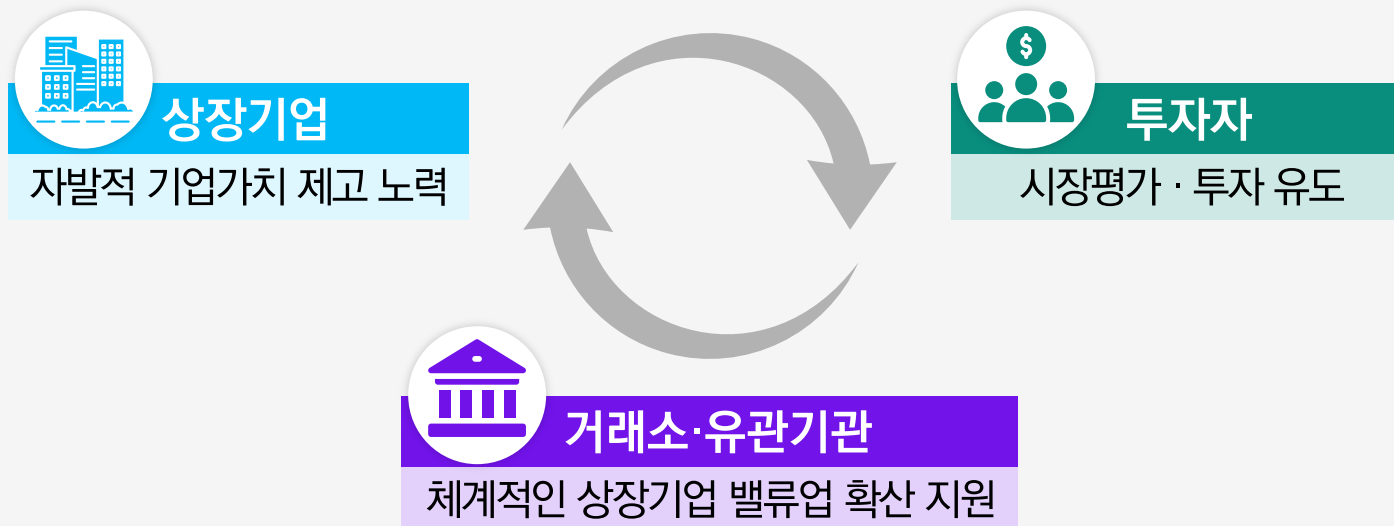 상장기업
자발적 기업가치 제고 노력
$
투자자
시장평가 · 투자 유도
거래소·유관기관
체계적인 상장기업 밸류업 확산 지원